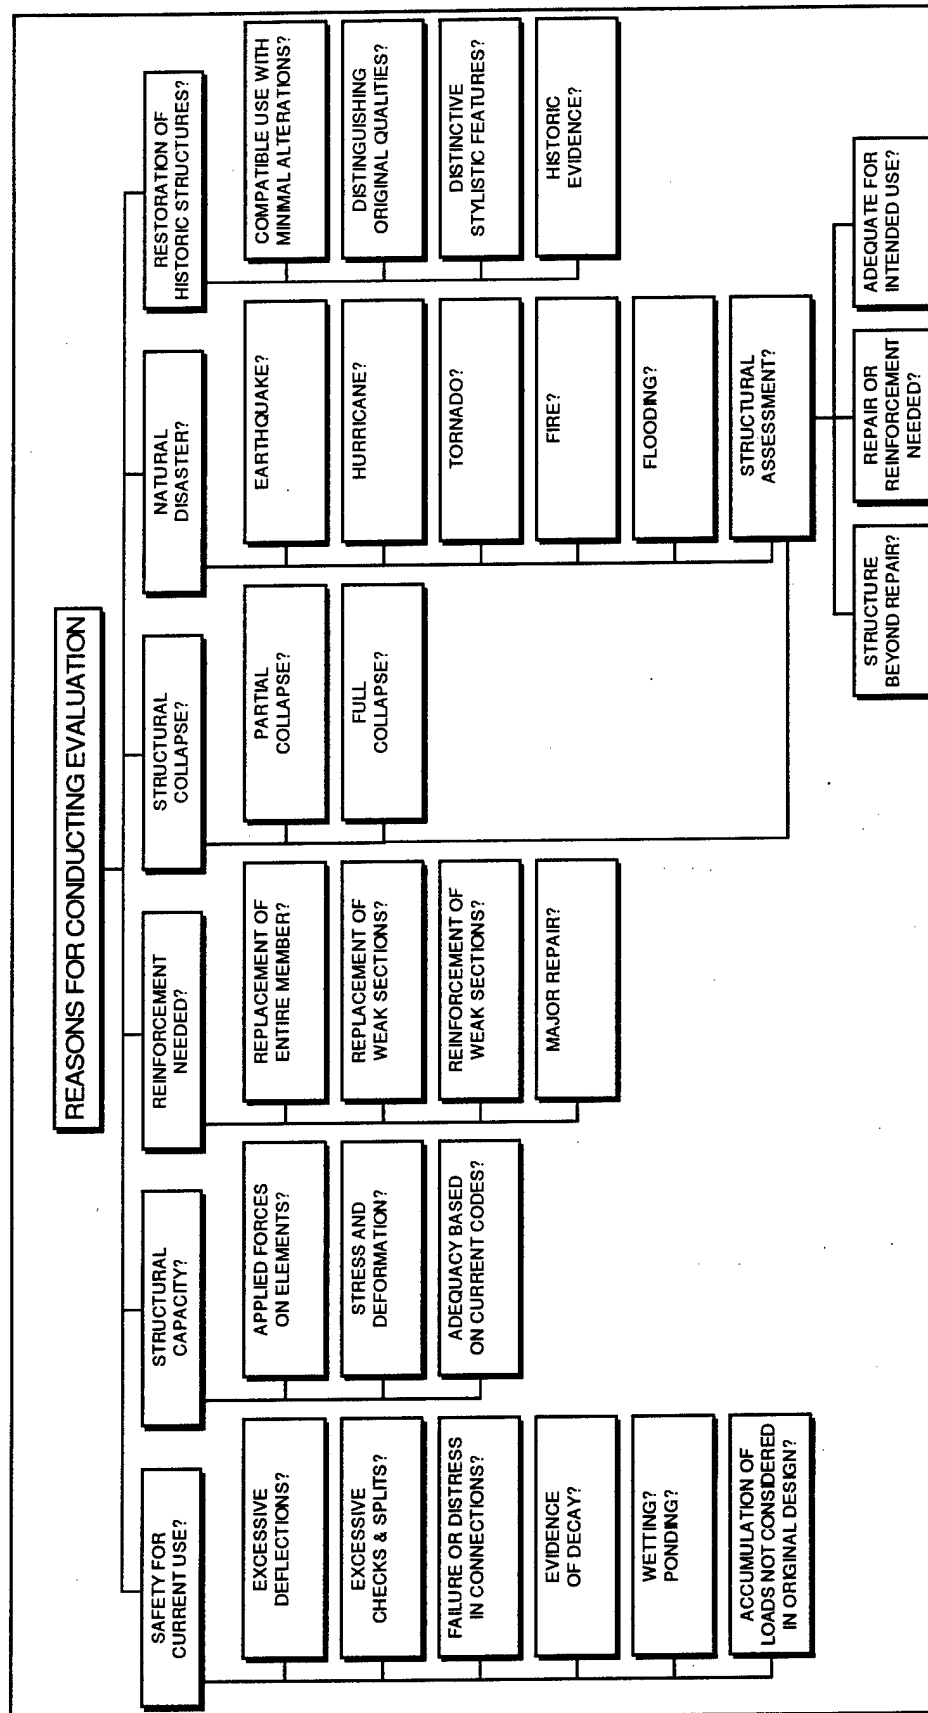 REASONS FOR CONDUCTING EVALUATION
SAFETY FOR
CURRENT USE?
EXCESSIVE
DEFLECTIONS?
EXCESSIVE
CHECKS & SPLITS?
FAILURE OR DISTRESS
IN CONNECTIONS?
EVIDENCE
OF DECAY?
WETTING?
PONDING?
ACCUMULATION OF
LOADS NOT CONSIDERED
IN ORIGINAL DESIGN?
STRUCTURAL
CAPACITY?
APPLIED FORCES
ON ELEMENTS?
STRESS AND
DEFORMATION?
ADEQUACY BASED
ON CURRENT CODES?
REINFORCEMENT
NEEDED?
REPLACEMENT OF
ENTIRE MEMBER?
REPLACEMENT OF
WEAK SECTIONS?
REINFORCEMENT OF
WEAK SECTIONS?
MAJOR REPAIR?
STRUCTURAL
COLLAPSE?
PARTIAL
COLLAPSE?
FULL
COLLAPSE?
NATURAL
DISASTER?
EARTHQUAKE?
HURRICANE?
TORNADO?
FIRE?
FLOODING?
STRUCTURAL
ASSESSMENT?
STRUCTURE
BEYOND REPAIR?
REPAIR OR
REINFORCEMENT
NEEDED?
ADEQUATE FOR
INTENDED USE?
RESTORATION OF
HISTORIC STRUCTURES?
COMPATIBLE USE WITH
MINIMAL ALTERATIONS?
DISTINGUISHING
ORIGINAL QUALITIES?
DISTINCTIVE
STYLISTIC FEATURES?
HISTORIC
EVIDENCE?